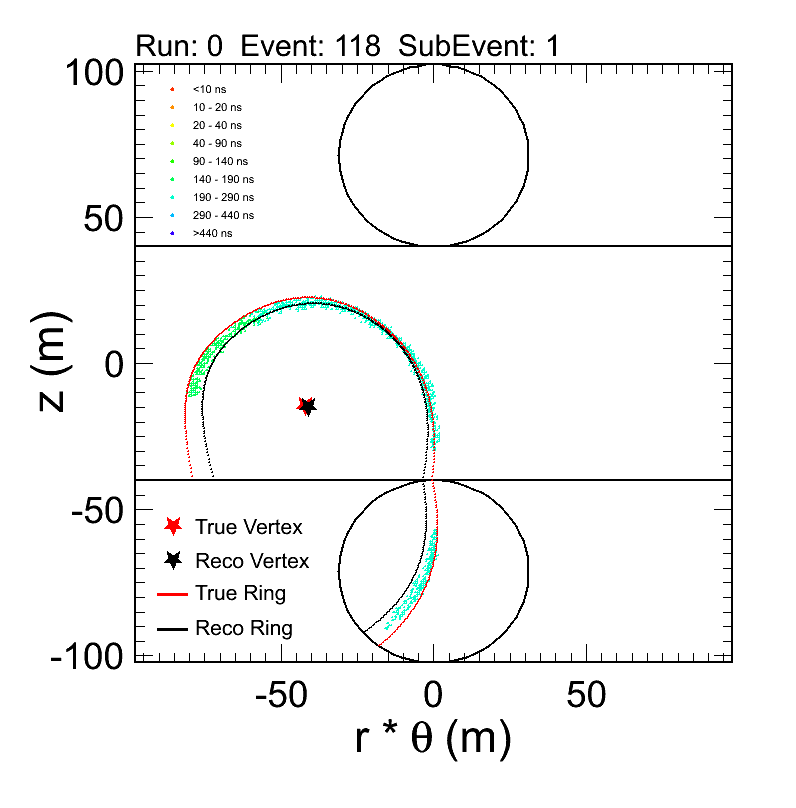 Run: 0  Event: 118  SubEvent: 1
100
<10 ns
10 - 20 ns
20 - 40 ns
40 - 90 ns
90 - 140 ns
140 - 190 ns
190 - 290 ns
290 - 440 ns
>440 ns
50
0
z (m)
-50
True Vertex
Reco Vertex
True Ring
Reco Ring
-100
-50 0 50
r * θ (m)